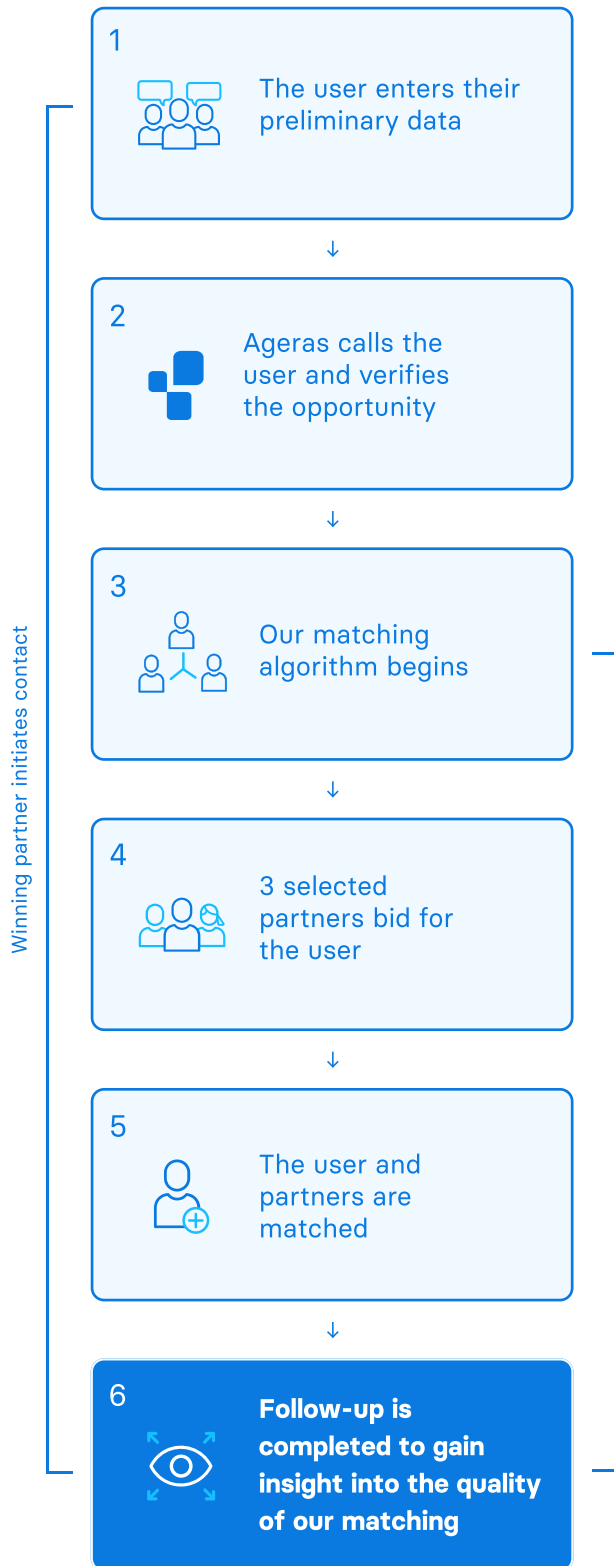 1
The user enters their
preliminary data
↓
2
Ageras calls the
user and verifies
the opportunity
↓
3
Our matching
algorithm begins
↓
4
3 selected
partners bid for
the user
↓
5
The user and
partners are
matched
↓
6
Follow-up is
completed to gain
insight into the quality
of our matching
Winning partner initiates contact